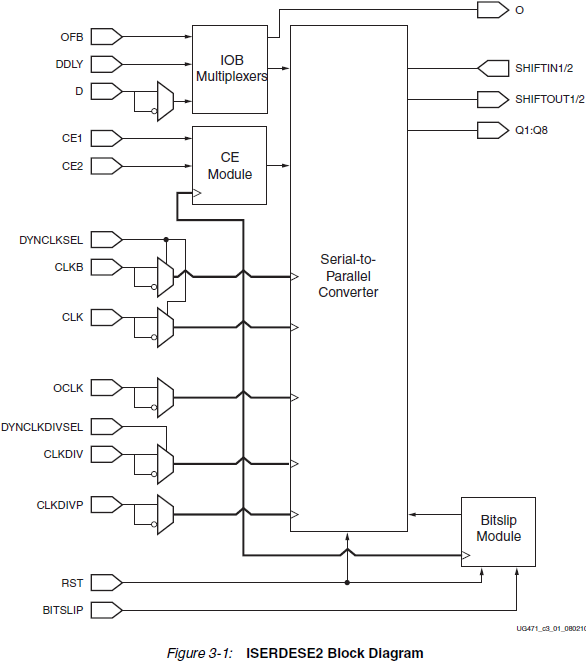 O
OFB
IOB
Multiplexers
DDLY
SHIFTIN1/2
D
SHIFTOUT1/2
Q1:Q8
CE1
CE
Module
CE2
DYNCLKSEL
CLKB
Serial-to-
Parallel
Converter
CLK
OCLK
DYNCLKDIVSEL
CLKDIV
CLKDIVP
Bitslip
Module
RST
BITSLIP
UG471_c3_01_080210
Figure 3-1: ISERDESE2 Block Diagram